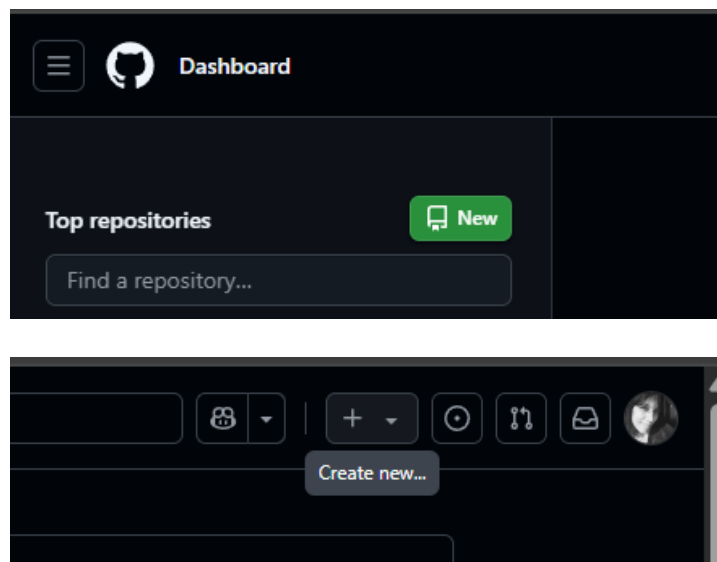 Dashboard
Top repositories
New
Find a repository...
Create new...